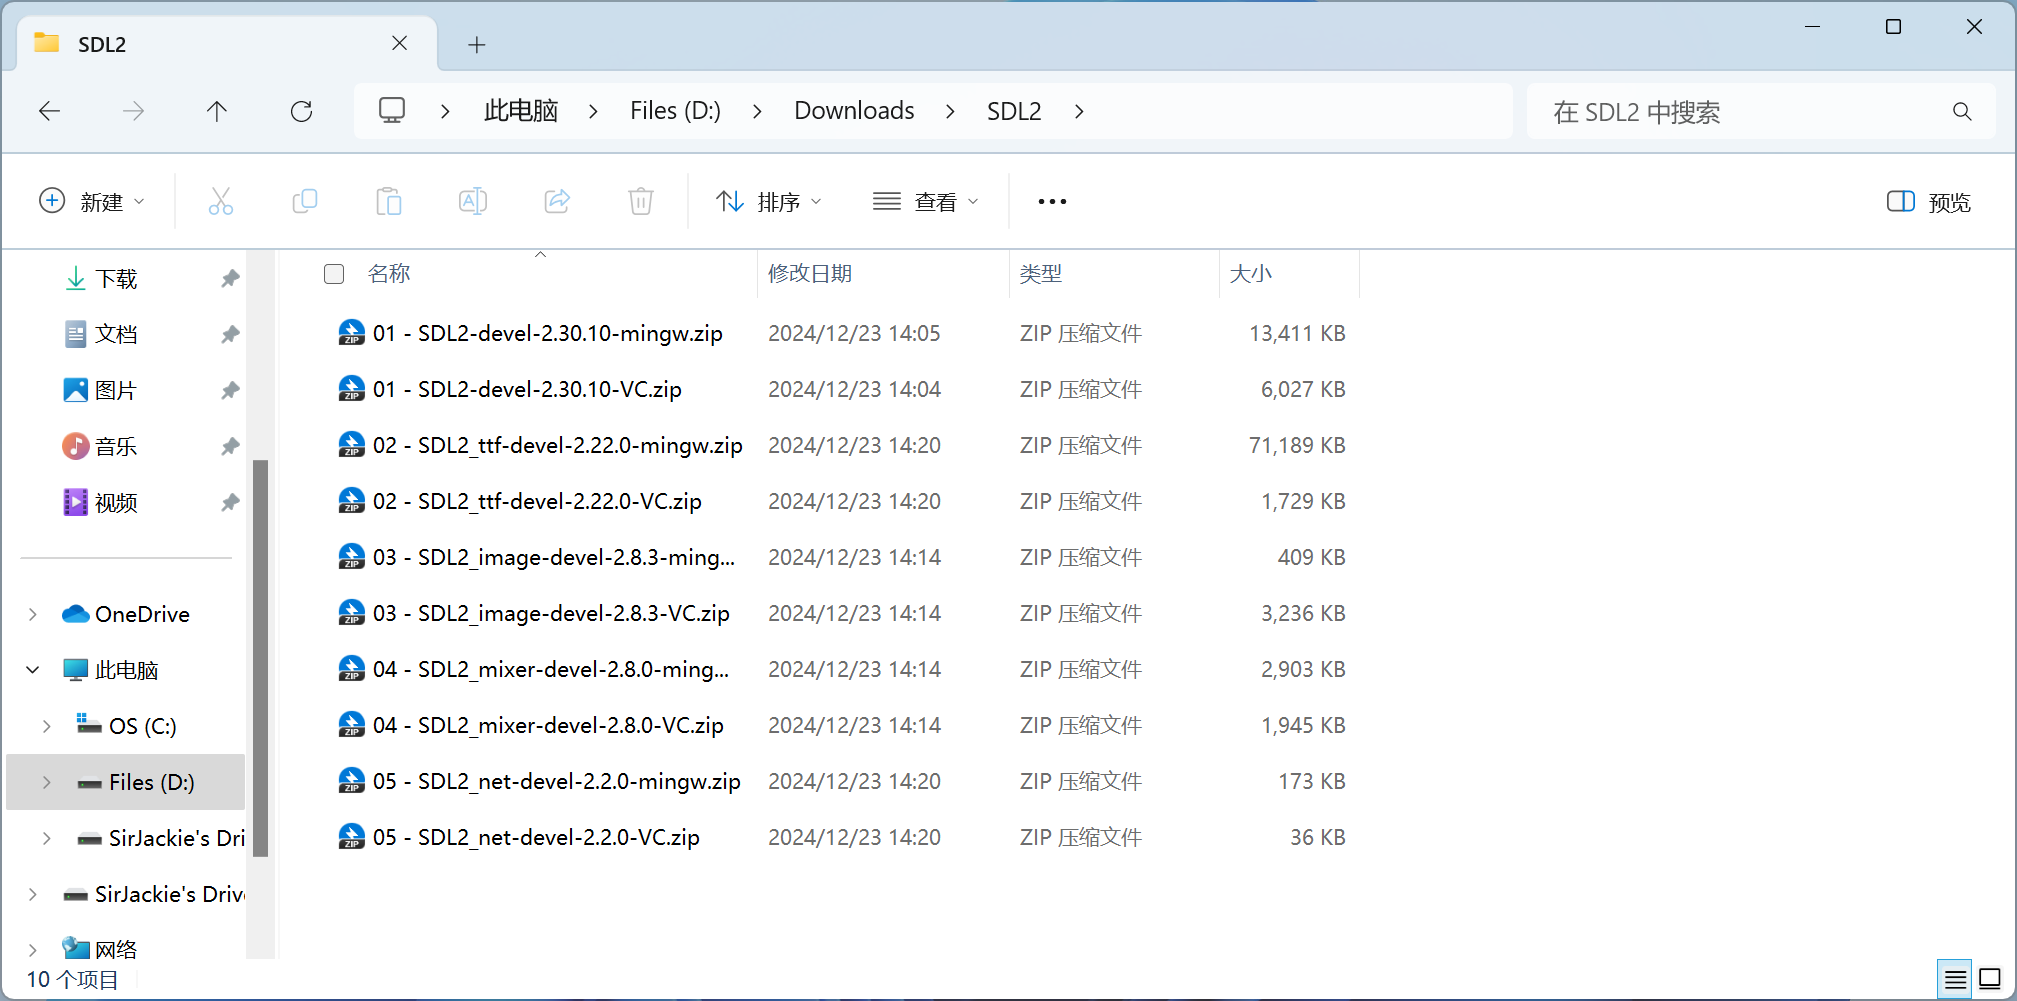 SDL2
此电脑 Files (D:) Downloads SDL2
在 SDL2 中搜索
新建 排序 查看 预览
下载
文档
图片
音乐
视频
OneDrive
此电脑
OS (C:)
Files (D:)
SirJackie's Dri
SirJackie's Driv
网络
名称 修改日期 类型 大小
01 - SDL2-devel-2.30.10-mingw.zip 2024/12/23 14:05 ZIP 压缩文件 13,411 KB
01 - SDL2-devel-2.30.10-VC.zip 2024/12/23 14:04 ZIP 压缩文件 6,027 KB
02 - SDL2_ttf-devel-2.22.0-mingw.zip 2024/12/23 14:20 ZIP 压缩文件 71,189 KB
02 - SDL2_ttf-devel-2.22.0-VC.zip 2024/12/23 14:20 ZIP 压缩文件 1,729 KB
03 - SDL2_image-devel-2.8.3-ming... 2024/12/23 14:14 ZIP 压缩文件 409 KB
03 - SDL2_image-devel-2.8.3-VC.zip 2024/12/23 14:14 ZIP 压缩文件 3,236 KB
04 - SDL2_mixer-devel-2.8.0-ming... 2024/12/23 14:14 ZIP 压缩文件 2,903 KB
04 - SDL2_mixer-devel-2.8.0-VC.zip 2024/12/23 14:14 ZIP 压缩文件 1,945 KB
05 - SDL2_net-devel-2.2.0-mingw.zip 2024/12/23 14:20 ZIP 压缩文件 173 KB
05 - SDL2_net-devel-2.2.0-VC.zip 2024/12/23 14:20 ZIP 压缩文件 36 KB
10 个项目